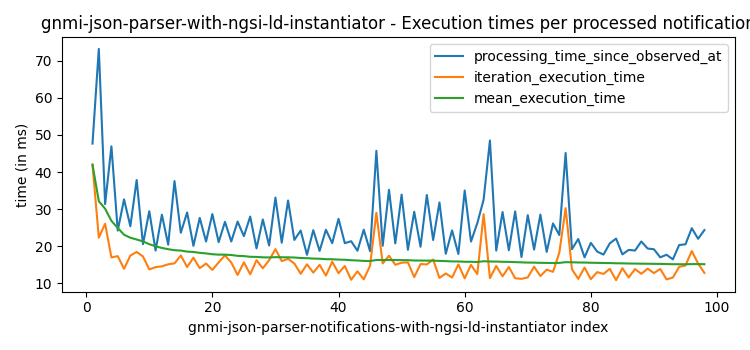 gnmi-json-parser-with-ngsi-ld-instantiator - Execution times per processed notification
processing_time_since_observed_at
iteration_execution_time
mean_execution_time
time (in ms)
70
60
50
40
30
20
10
0
20
40
60
80
100
gnmi-json-parser-notifications-with-ngsi-ld-instantiator index